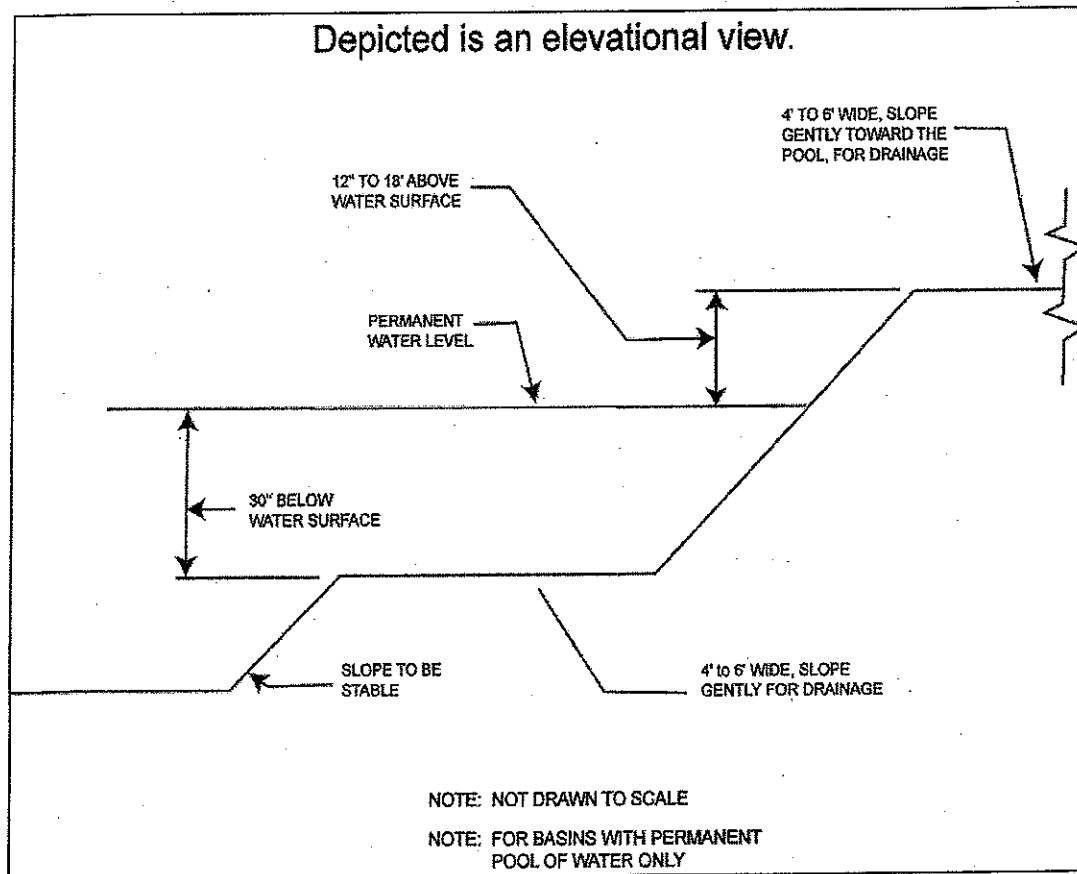 Depicted is an elevational view.
4' TO 6' WIDE, SLOPE
GENTLY TOWARD THE
POOL, FOR DRAINAGE
12" TO 18' ABOVE
WATER SURFACE
PERMANENT
WATER LEVEL
30" BELOW
WATER SURFACE
SLOPE TO BE
STABLE
4' to 6' WIDE, SLOPE
GENTLY FOR DRAINAGE
NOTE: NOT DRAWN TO SCALE
NOTE: FOR BASINS WITH PERMANENT
POOL OF WATER ONLY